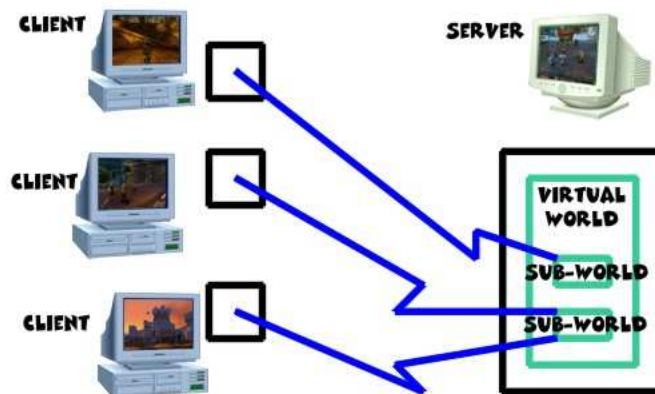 CLIENT
SERVER
CLIENT
VIRTUAL
WORLD
SUB-WORLD
CLIENT
SUB-WORLD